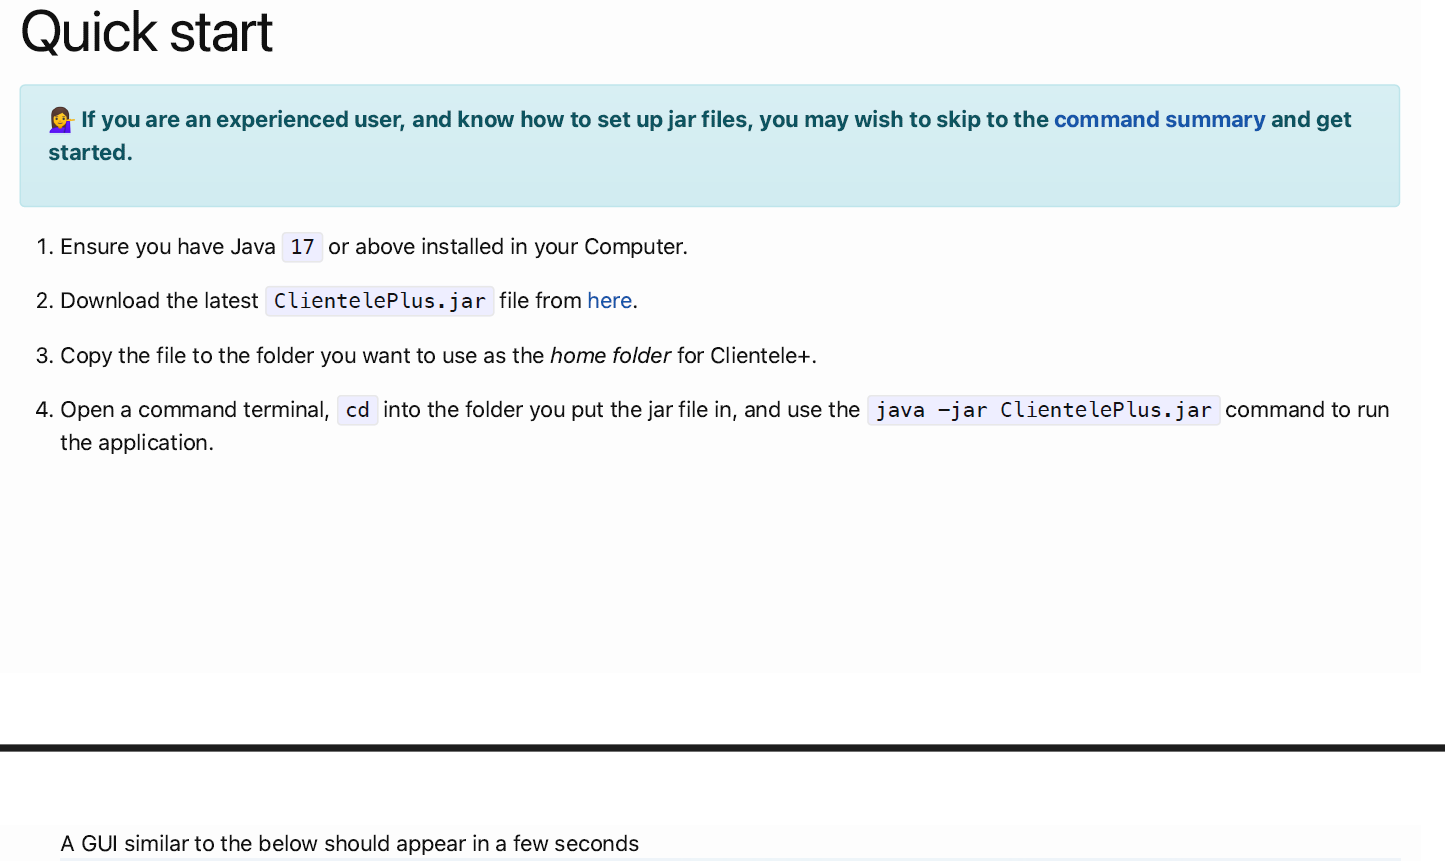 Quick start
💁‍♀️ If you are an experienced user, and know how to set up jar files, you may wish to skip to the command summary and get
started.
1. Ensure you have Java 17 or above installed in your Computer.
2. Download the latest ClientelePlus.jar file from here.
3. Copy the file to the folder you want to use as the home folder for Clientele+.
4. Open a command terminal, cd into the folder you put the jar file in, and use the java -jar ClientelePlus.jar command to run
the application.
A GUI similar to the below should appear in a few seconds